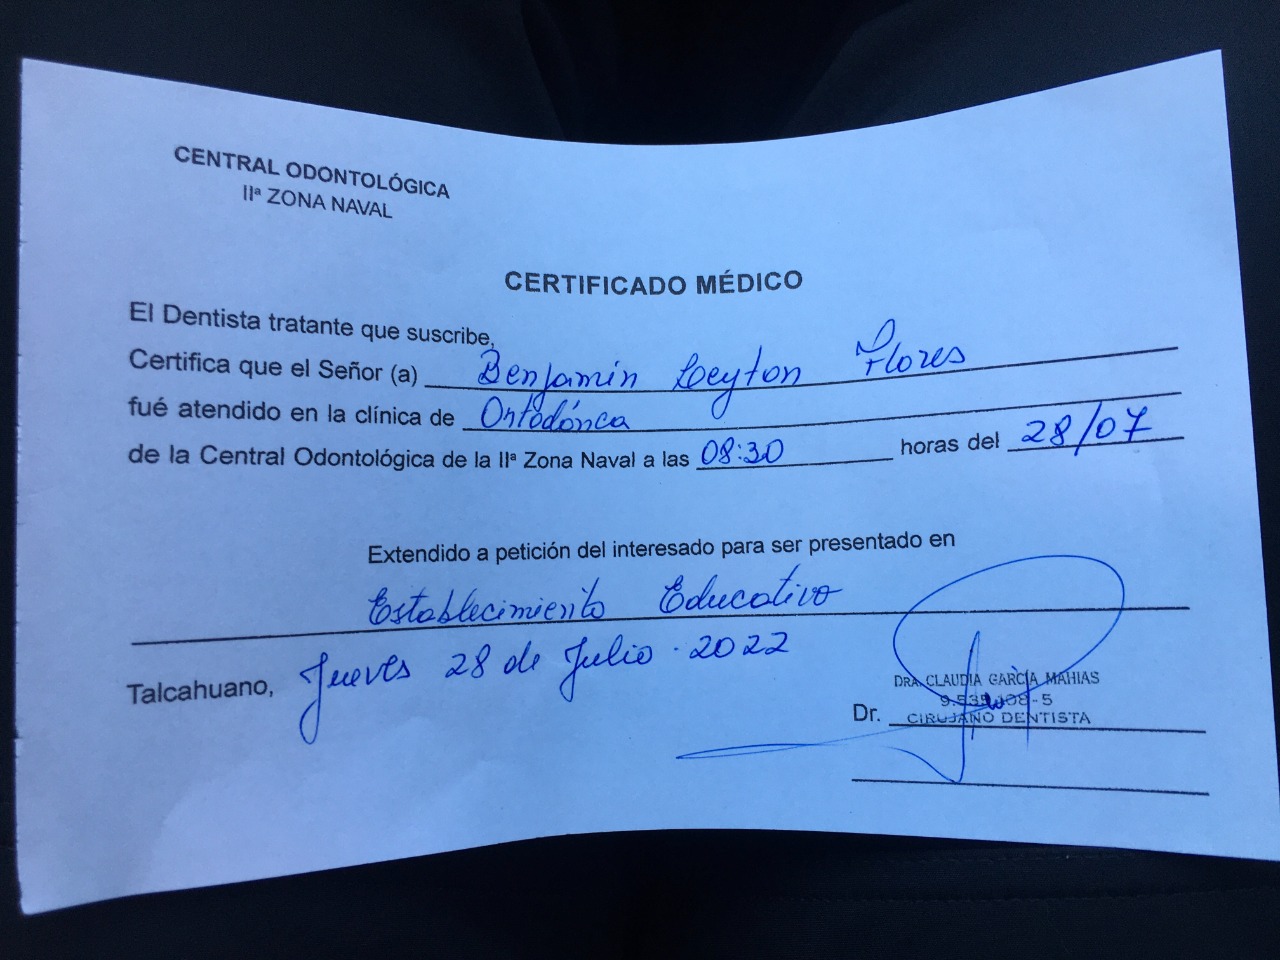 CENTRAL ODONTOLÓGICA
IIª ZONA NAVAL
CERTIFICADO MÉDICO
El Dentista tratante que suscribe,
Certifica que el Señor (a) Benjamin Leyton Flores
fué atendido en la clínica de Ortodónca
de la Central Odontológica de la IIª Zona Naval a las 08:30 horas del 28/07
Extendido a petición del interesado para ser presentado en
Establecimiento Educativo
Talcahuano, Jueves 28 de Julio . 2022
DRA. CLAUDIA GARCÌA MAHIAS
Dr. CIRUJANO DENTISTA